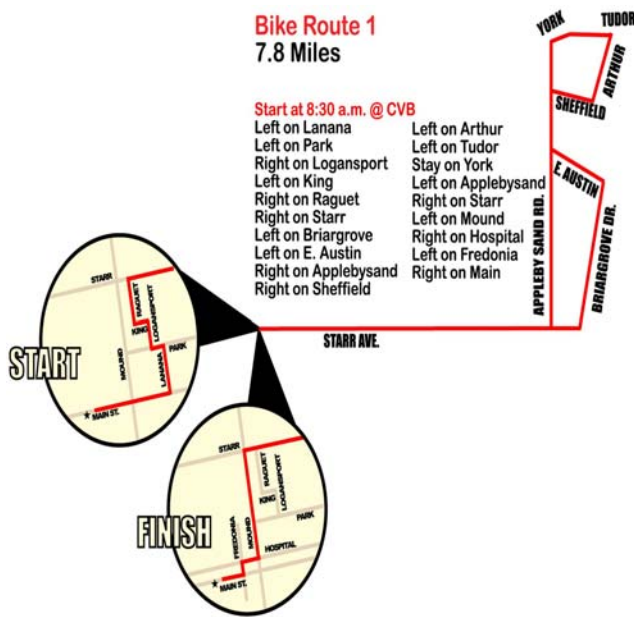 Bike Route 1
7.8 Miles
Start at 8:30 a.m. @ CVB
Left on Lanana
Left on Park
Right on Logansport
Left on King
Right on Raguet
Right on Starr
Left on Briargrove
Left on E. Austin
Right on Applebysand
Right on Sheffield
Left on Arthur
Left on Tudor
Stay on York
Left on Applebysand
Right on Starr
Left on Mound
Right on Hospital
Left on Fredonia
Right on Main
YORK
TUDOR
ARTHUR
SHEFFIELD
E. AUSTIN
APPLEBY SAND RD.
BRIARGROVE DR.
STARR AVE.
START
STARR
RAGUET
LOGANSPORT
KING
PARK
MOUND
LANANA
MAIN ST.
FINISH
STARR
RAGUET
LOGANSPORT
KING
PARK
FREDONIA
MOUND
HOSPITAL
MAIN ST.